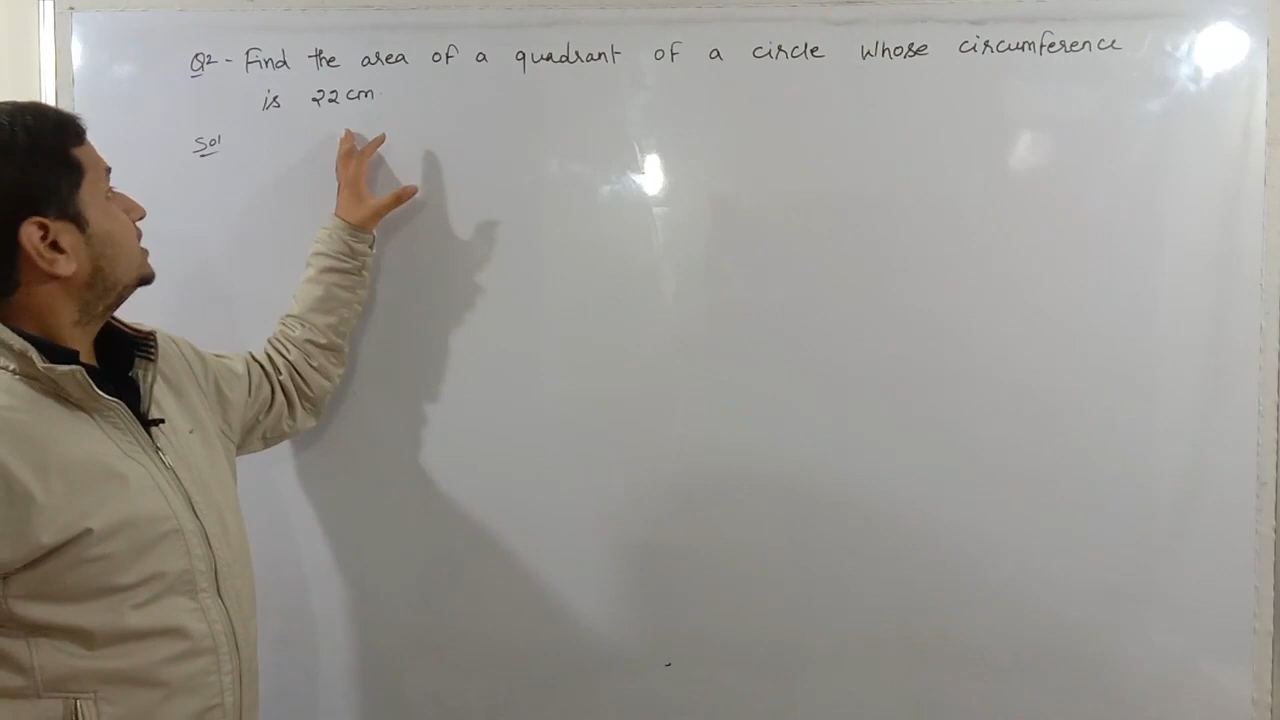 Q2 - Find the area of a quadrant of a circle whose circumference
is 22 cm.
Sol